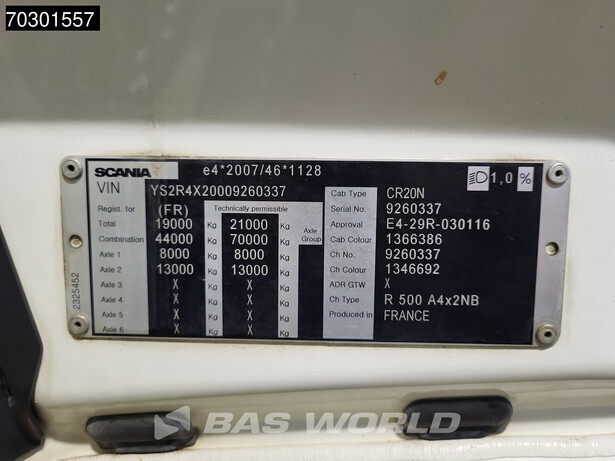 70301557
SCANIA e4*2007/46*1128
VIN YS2R4X20009260337
Regist. for (FR) Technically permissible
Total 19000 Kg 21000 Kg
Combination 44000 Kg 70000 Kg Axle Group
Axle 1 8000 Kg 8000 Kg
Axle 2 13000 Kg 13000 Kg
Axle 3 X Kg X Kg
Axle 4 X Kg X Kg
Axle 5 X Kg X Kg
Axle 6 X Kg X Kg
2325452
1,0 %
Cab Type CR20N
Serial No. 9260337
Approval E4-29R-030116
Cab Colour 1366386
Ch No. 9260337
Ch Colour 1346692
ADR GTW X
Ch Type R 500 A4x2NB
Produced in FRANCE
BAS WORLD